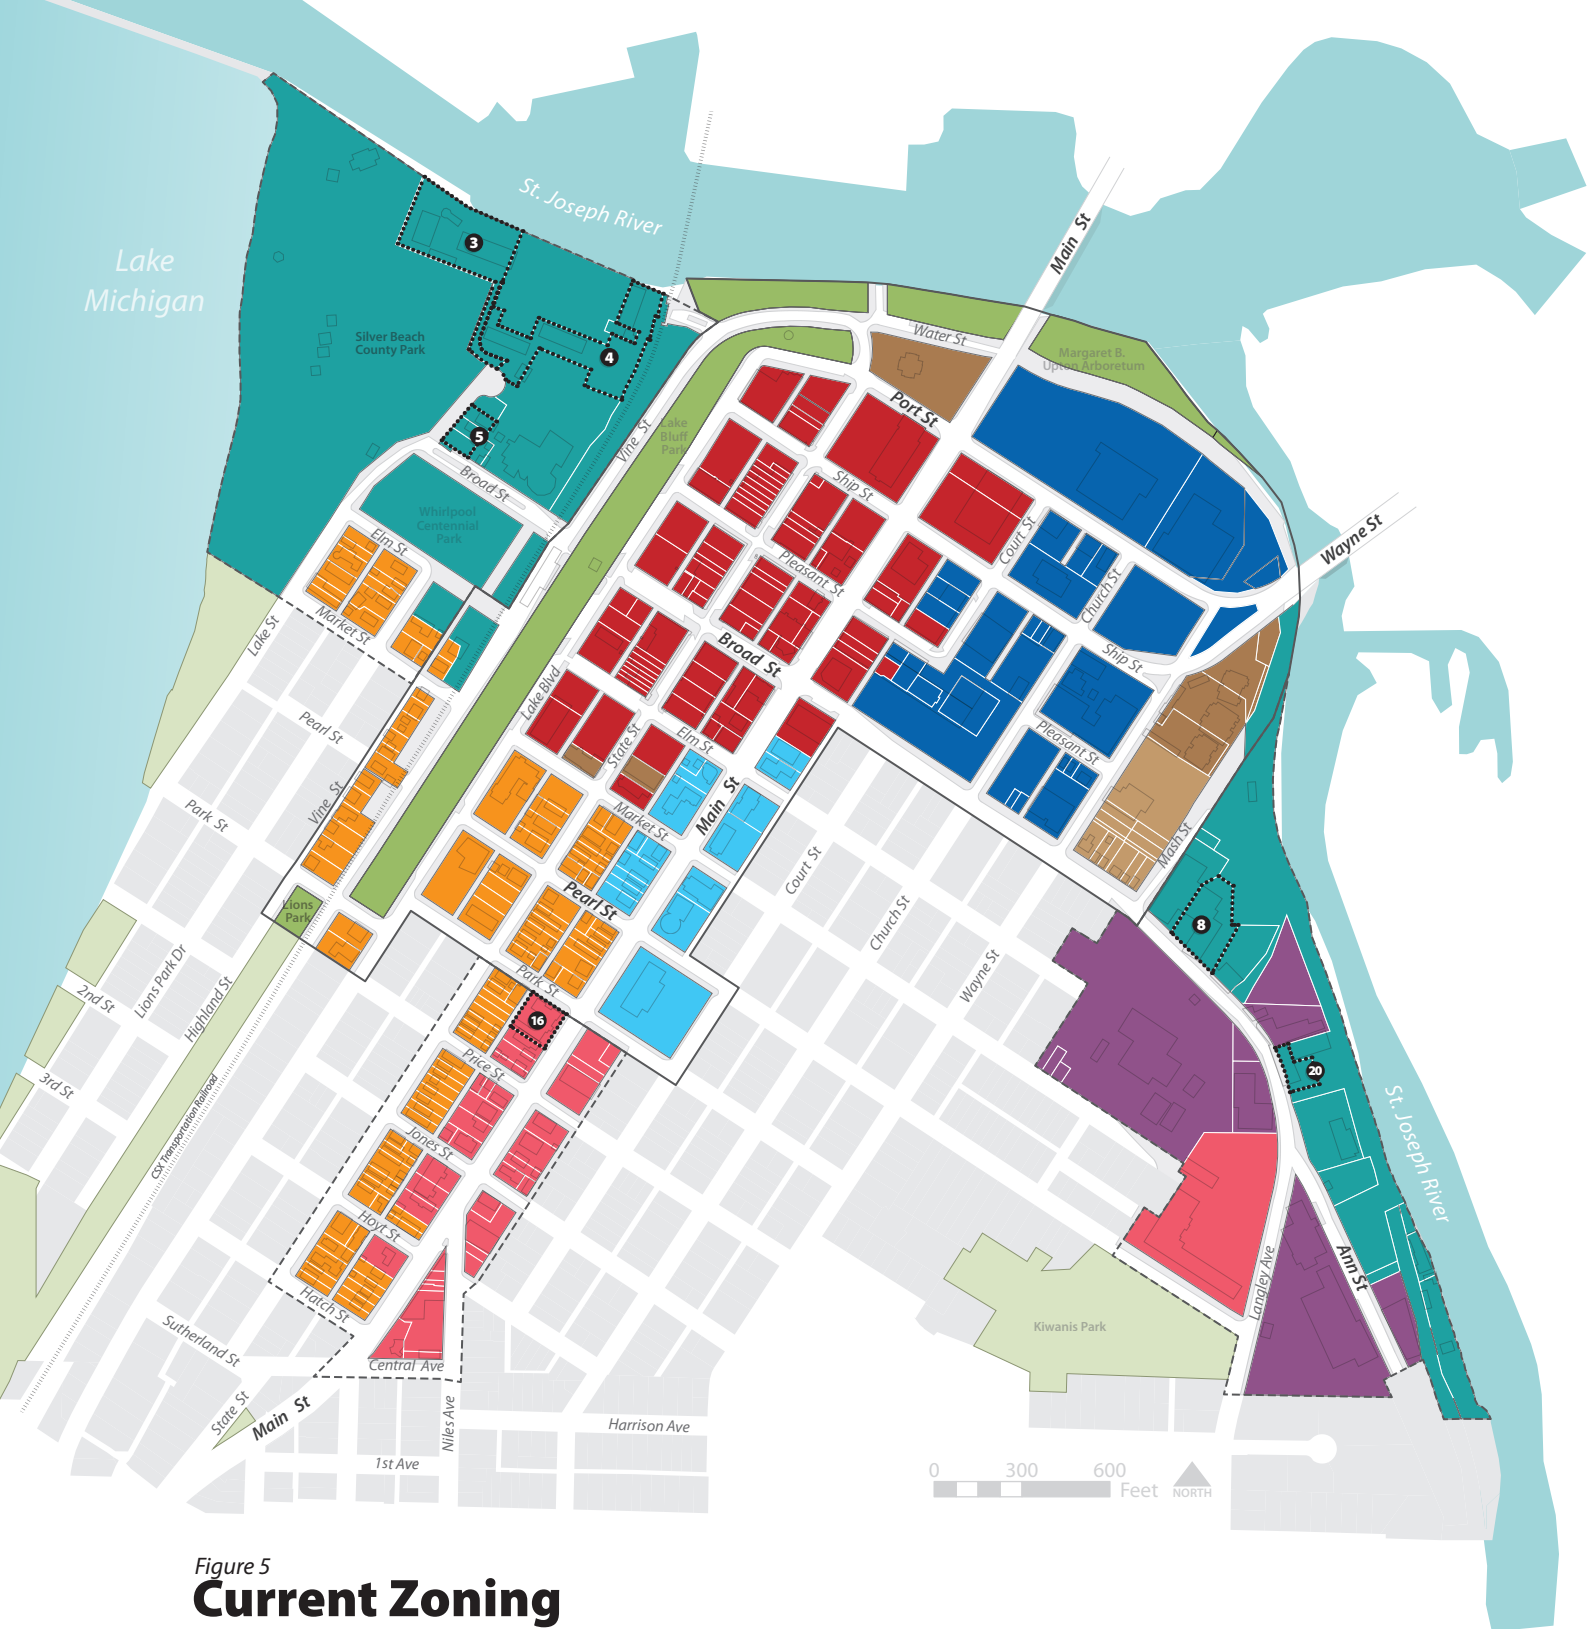 St. Joseph River
Main St
Lake
Michigan
3
Silver Beach
County Park
4
Water St
Margaret B.
Upton Arboretum
Port St
Lake
Bluff
Park
Vine St
5
Broad St
Ship St
Whirlpool
Centennial
Park
Court St
Wayne St
Elm St
Pleasant St
Church St
Market St
Lake St
Broad St
Ship St
Lake Blvd
Pearl St
State St
Elm St
Pleasant St
Main St
Vine St
Park St
Market St
Mash St
Court St
Pearl St
Lions
Park
Church St
8
Lions Park Dr
Wayne St
2nd St
Highland St
Park St
16
3rd St
Price St
20
CSX Transportation Railroad
Jones St
St. Joseph River
Hoyt St
Langley Ave
Ann St
Hatch St
Sutherland St
Kiwanis Park
Central Ave
State St
Main St
Niles Ave
Harrison Ave
1st Ave
0 300 600
Feet
NORTH
Figure 5
Current Zoning